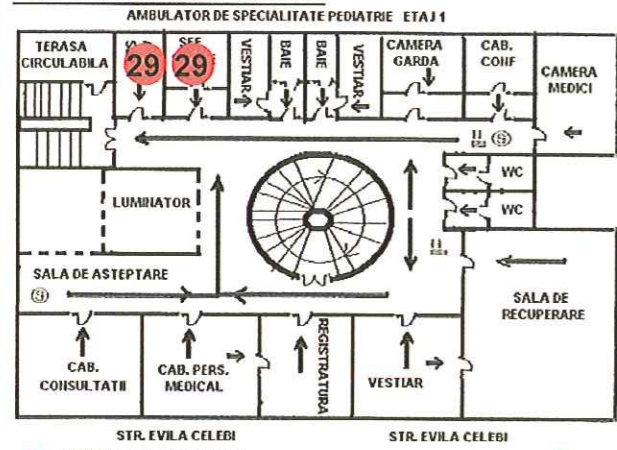 AMBULATOR DE SPECIALITATE PEDIATRIE ETAJ 1
TERASA
CIRCULABILA
29
29
VESTIAR
BAIE
BAIE
VESTIAR
CAMERA
GARDA
CAB.
CONF
CAMERA
MEDICI
WC
WC
LUMINATOR
SALA DE ASTEPTARE
SALA DE
RECUPERARE
CAB.
CONSULTATII
CAB. PERS.
MEDICAL
REGISTRATURA
VESTIAR
STR. EVILA CELEBI
STR. EVILA CELEBI